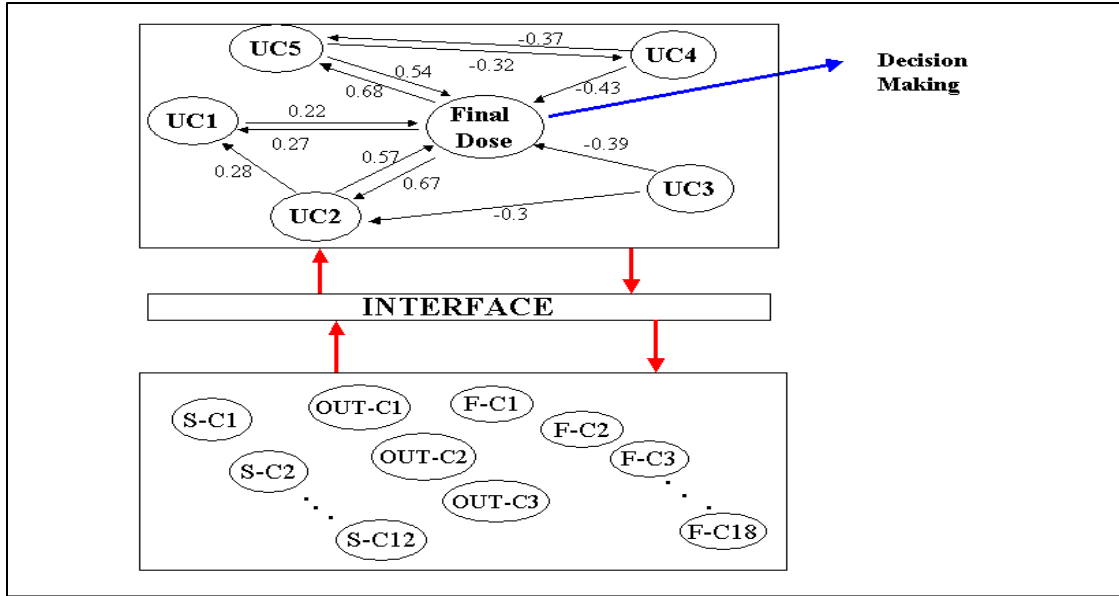 UC5
-0.37
UC4
-0.32
Decision
Making
0.54
0.68
-0.43
UC1
0.22
Final
Dose
0.27
-0.39
0.57
0.28
0.67
UC3
UC2
-0.3
INTERFACE
S-C1
OUT-C1
F-C1
F-C2
OUT-C2
F-C3
S-C2
OUT-C3
S-C12
F-C18